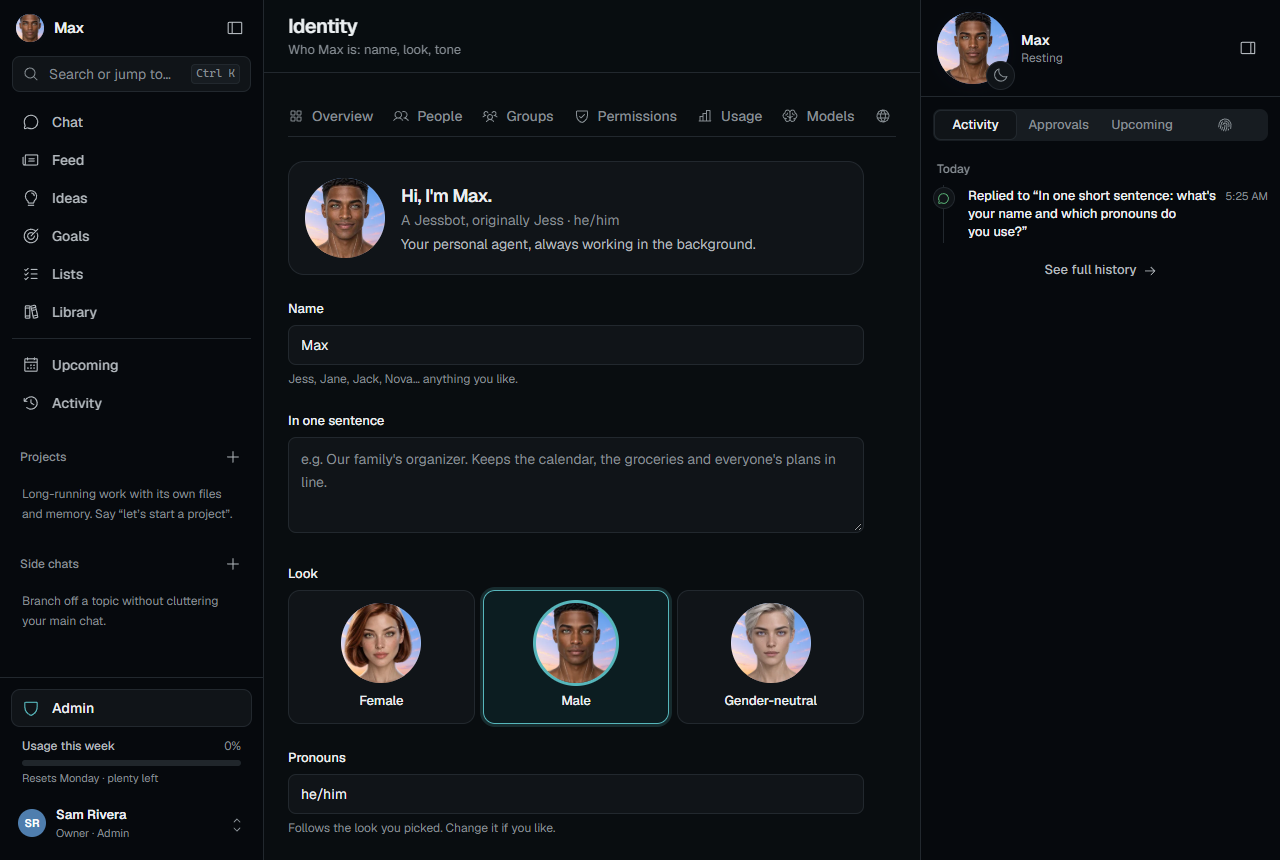 Max
Search or jump to...
Ctrl K
Chat
Feed
Ideas
Goals
Lists
Library
Upcoming
Activity
Projects
Long-running work with its own files
and memory. Say “let's start a project”.
Side chats
Branch off a topic without cluttering
your main chat.
Admin
Usage this week
0%
Resets Monday · plenty left
SR
Sam Rivera
Owner · Admin
Identity
Who Max is: name, look, tone
Overview
People
Groups
Permissions
Usage
Models
Hi, I'm Max.
A Jessbot, originally Jess · he/him
Your personal agent, always working in the background.
Name
Max
Jess, Jane, Jack, Nova... anything you like.
In one sentence
e.g. Our family's organizer. Keeps the calendar, the groceries and everyone's plans in
line.
Look
Female
Male
Gender-neutral
Pronouns
he/him
Follows the look you picked. Change it if you like.
Max
Resting
Activity
Approvals
Upcoming
Today
Replied to “In one short sentence: what's
5:25 AM
your name and which pronouns do
you use?”
See full history →